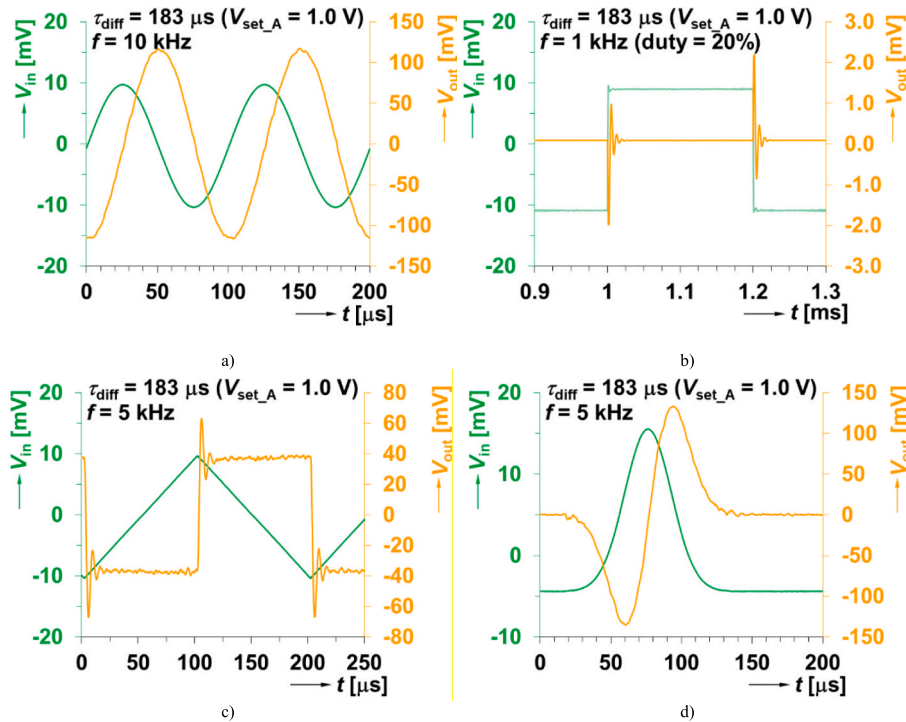 τdiff = 183 μs (Vset_A = 1.0 V)
f = 10 kHz
Vin [mV]
20
10
0
-10
-20
Vout [mV]
150
100
50
0
-50
-100
-150
0 50 100 150 200
t [μs]
a)
τdiff = 183 μs (Vset_A = 1.0 V)
f = 1 kHz (duty = 20%)
Vin [mV]
20
10
0
-10
-20
Vout [mV]
3.0
2.0
1.0
0
-1.0
-2.0
-3.0
0.9 1 1.1 1.2 1.3
t [ms]
b)
τdiff = 183 μs (Vset_A = 1.0 V)
f = 5 kHz
Vin [mV]
20
10
0
-10
-20
Vout [mV]
80
60
40
20
0
-20
-40
-60
-80
0 50 100 150 200 250
t [μs]
c)
τdiff = 183 μs (Vset_A = 1.0 V)
f = 5 kHz
Vin [mV]
20
10
0
-10
Vout [mV]
150
100
50
0
-50
-100
-150
0 50 100 150 200
t [μs]
d)